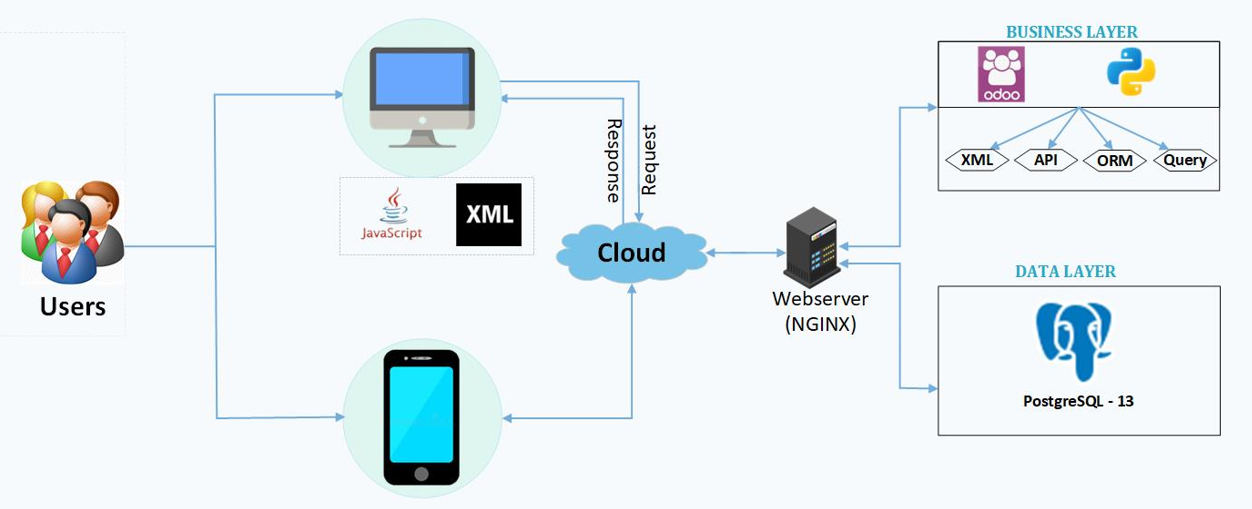 Users
JavaScript
XML
Response
Request
Cloud
Webserver
(NGINX)
BUSINESS LAYER
odoo
XML
API
ORM
Query
DATA LAYER
PostgreSQL - 13